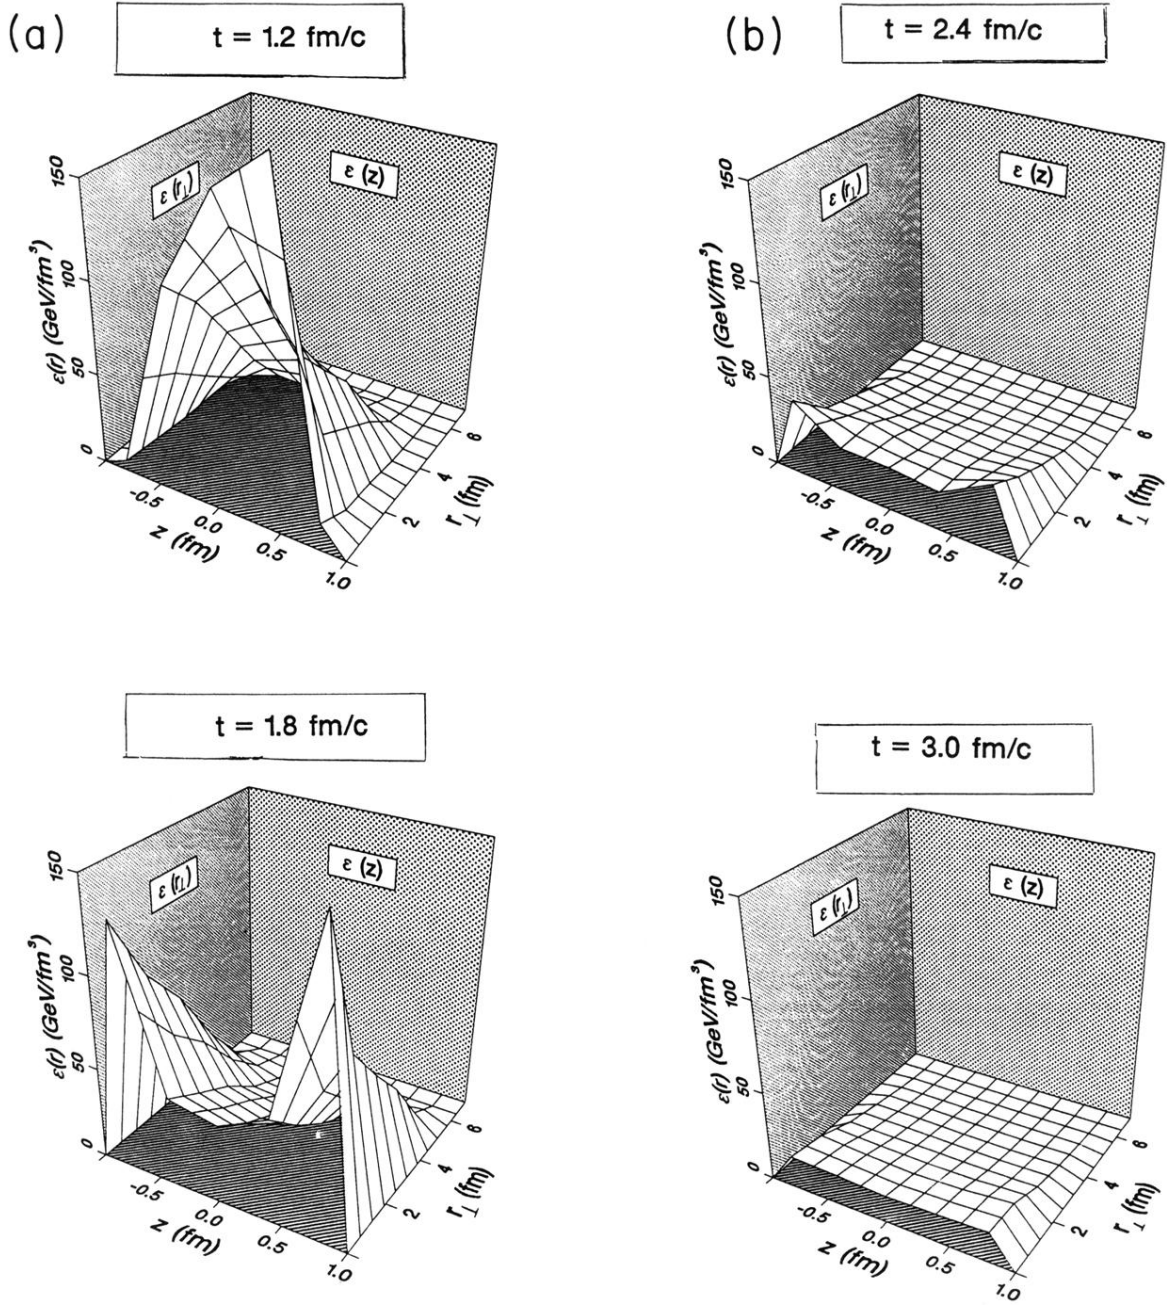 (a)
t = 1.2 fm/c
ε (r⊥)
ε (z)
150
100
50
0
ε(r) (GeV/fm³)
-0.5
0.0
0.5
1.0
z (fm)
2
4
6
r⊥ (fm)
(b)
t = 2.4 fm/c
ε (r⊥)
ε (z)
150
100
50
0
ε(r) (GeV/fm³)
-0.5
0.0
0.5
1.0
z (fm)
2
4
6
r⊥ (fm)
t = 1.8 fm/c
ε (r⊥)
ε (z)
150
100
50
0
ε(r) (GeV/fm³)
-0.5
0.0
0.5
1.0
z (fm)
2
4
6
r⊥ (fm)
t = 3.0 fm/c
ε (r⊥)
ε (z)
150
100
50
0
ε(r) (GeV/fm³)
-0.5
0.0
0.5
1.0
z (fm)
2
4
6
r⊥ (fm)